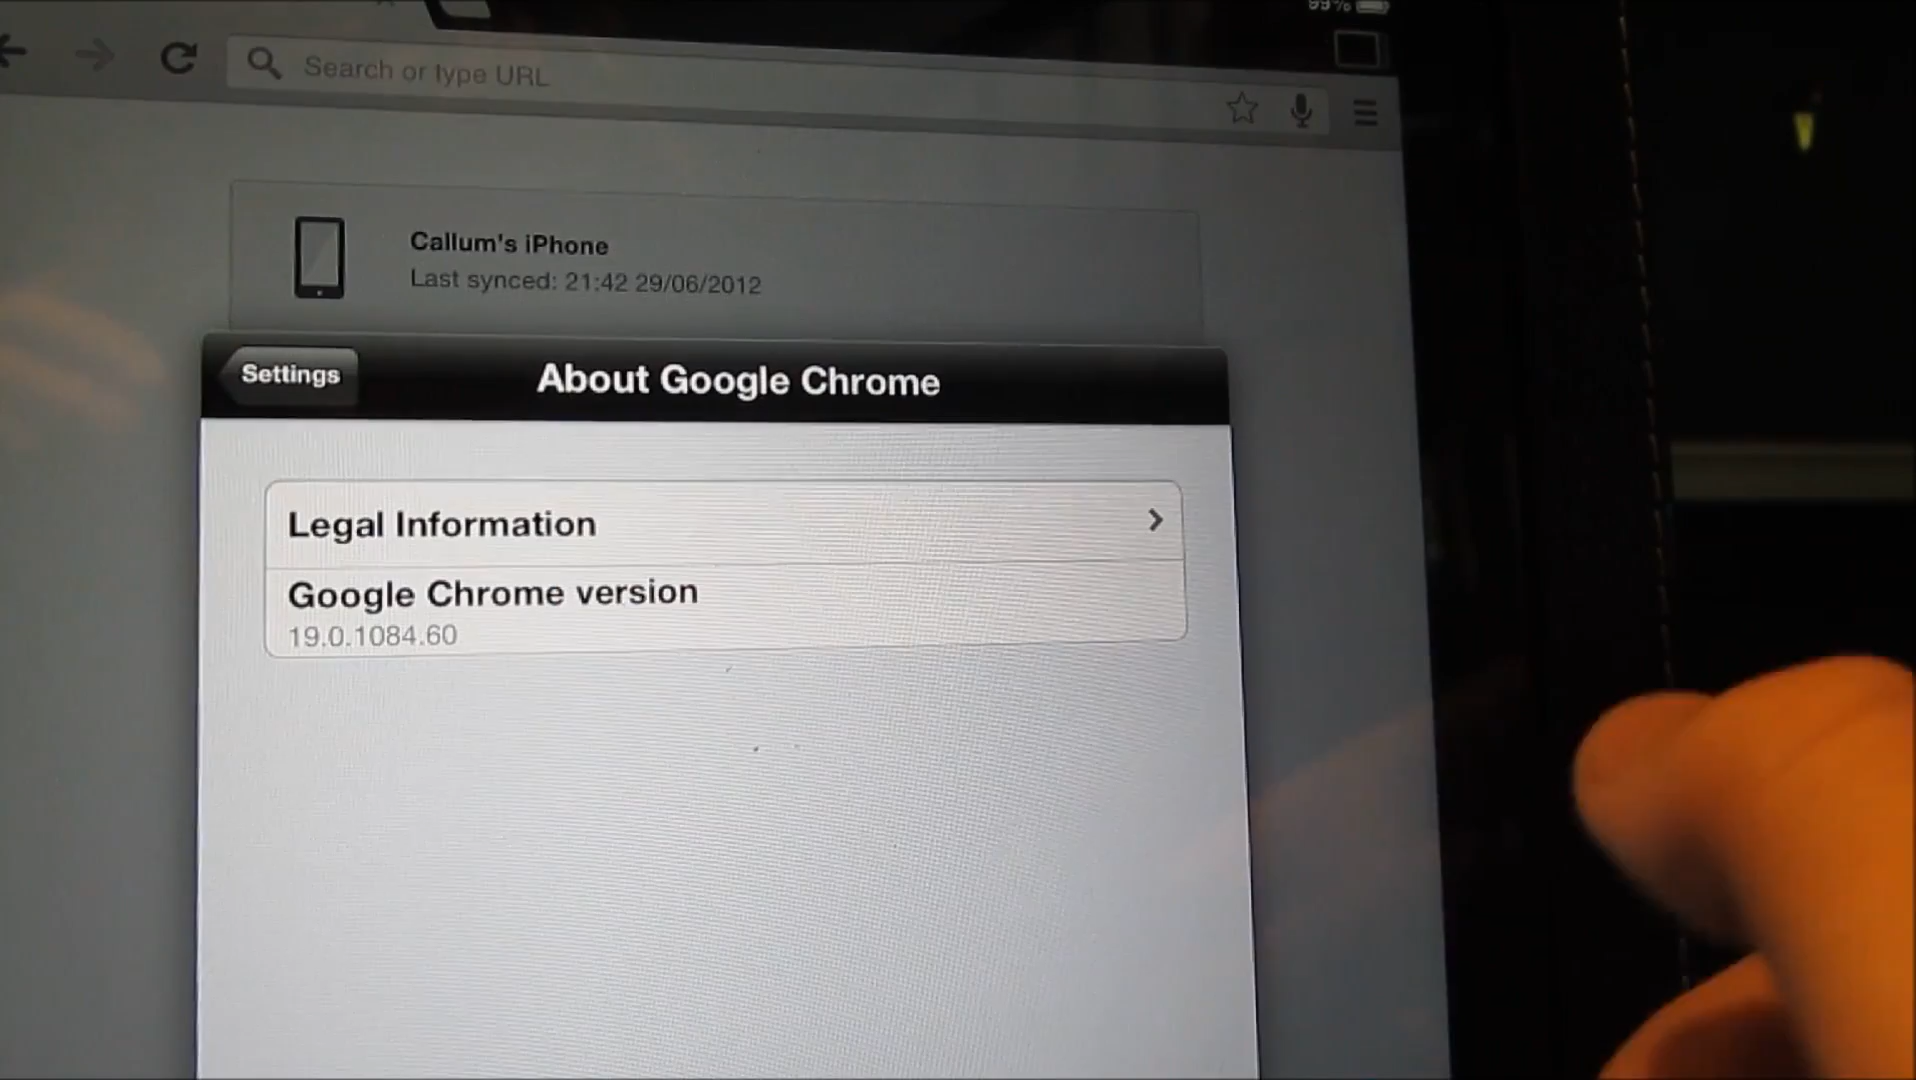 99%
Search or type URL
Callum's iPhone
Last synced: 21:42 29/06/2012
Settings
About Google Chrome
Legal Information
Google Chrome version
19.0.1084.60